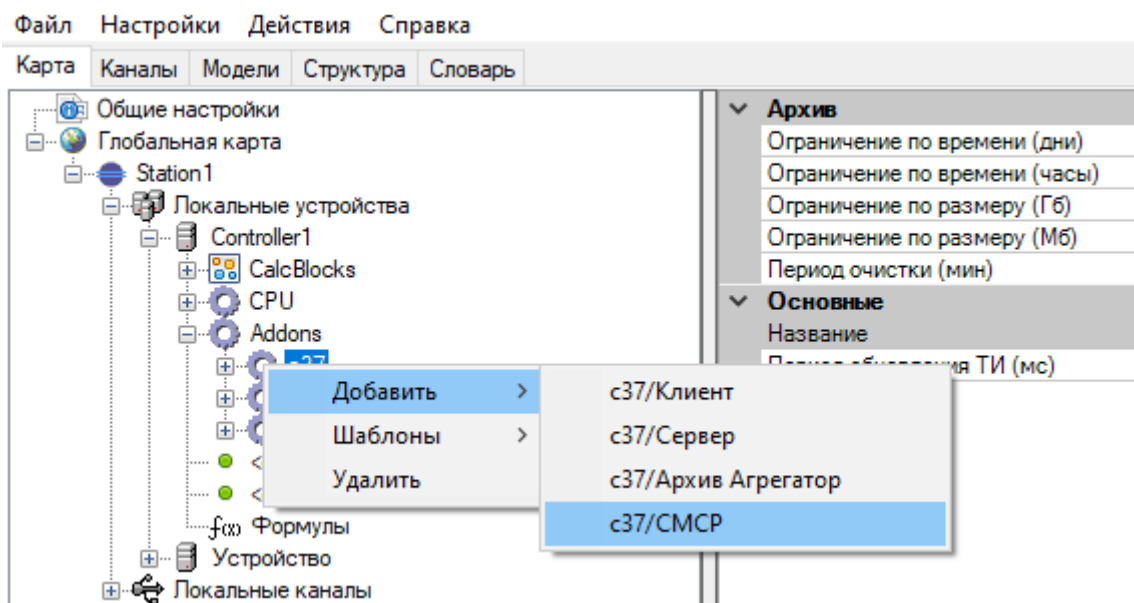 Файл Настройки Действия Справка
Карта Каналы Модели Структура Словарь
Общие настройки
Глобальная карта
Station1
Локальные устройства
Controller1
CalcBlocks
CPU
Addons
c37
Добавить >
Шаблоны >
Удалить
c37/Клиент
c37/Сервер
c37/Архив Агрегатор
c37/СМСР
<
<
f(x) Формулы
Устройство
Локальные каналы
Архив
Ограничение по времени (дни)
Ограничение по времени (часы)
Ограничение по размеру (Гб)
Ограничение по размеру (Мб)
Период очистки (мин)
Основные
Название
Период обновления ТИ (мс)